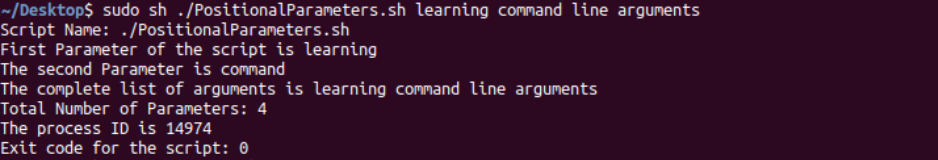 ~/Desktop$ sudo sh ./PositionalParameters.sh learning command line arguments
Script Name: ./PositionalParameters.sh
First Parameter of the script is learning
The second Parameter is command
The complete list of arguments is learning command line arguments
Total Number of Parameters: 4
The process ID is 14974
Exit code for the script: 0